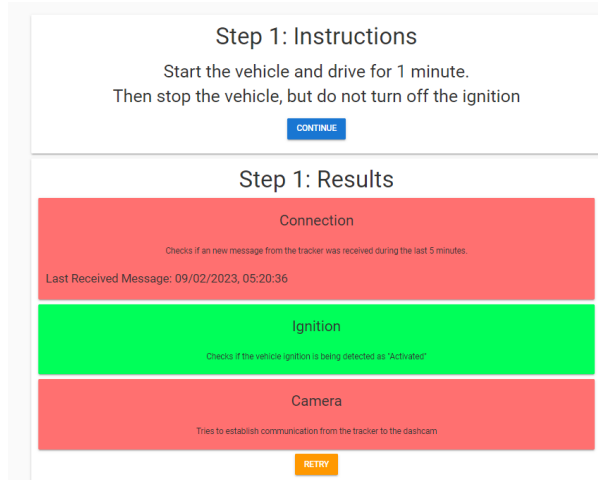 Step 1: Instructions
Start the vehicle and drive for 1 minute.
Then stop the vehicle, but do not turn off the ignition
CONTINUE
Step 1: Results
Connection
Checks if an new message from the tracker was received during the last 5 minutes.
Last Received Message: 09/02/2023, 05:20:36
Ignition
Checks if the vehicle ignition is being detected as "Activated"
Camera
Tries to establish communication from the tracker to the dashcam
RETRY